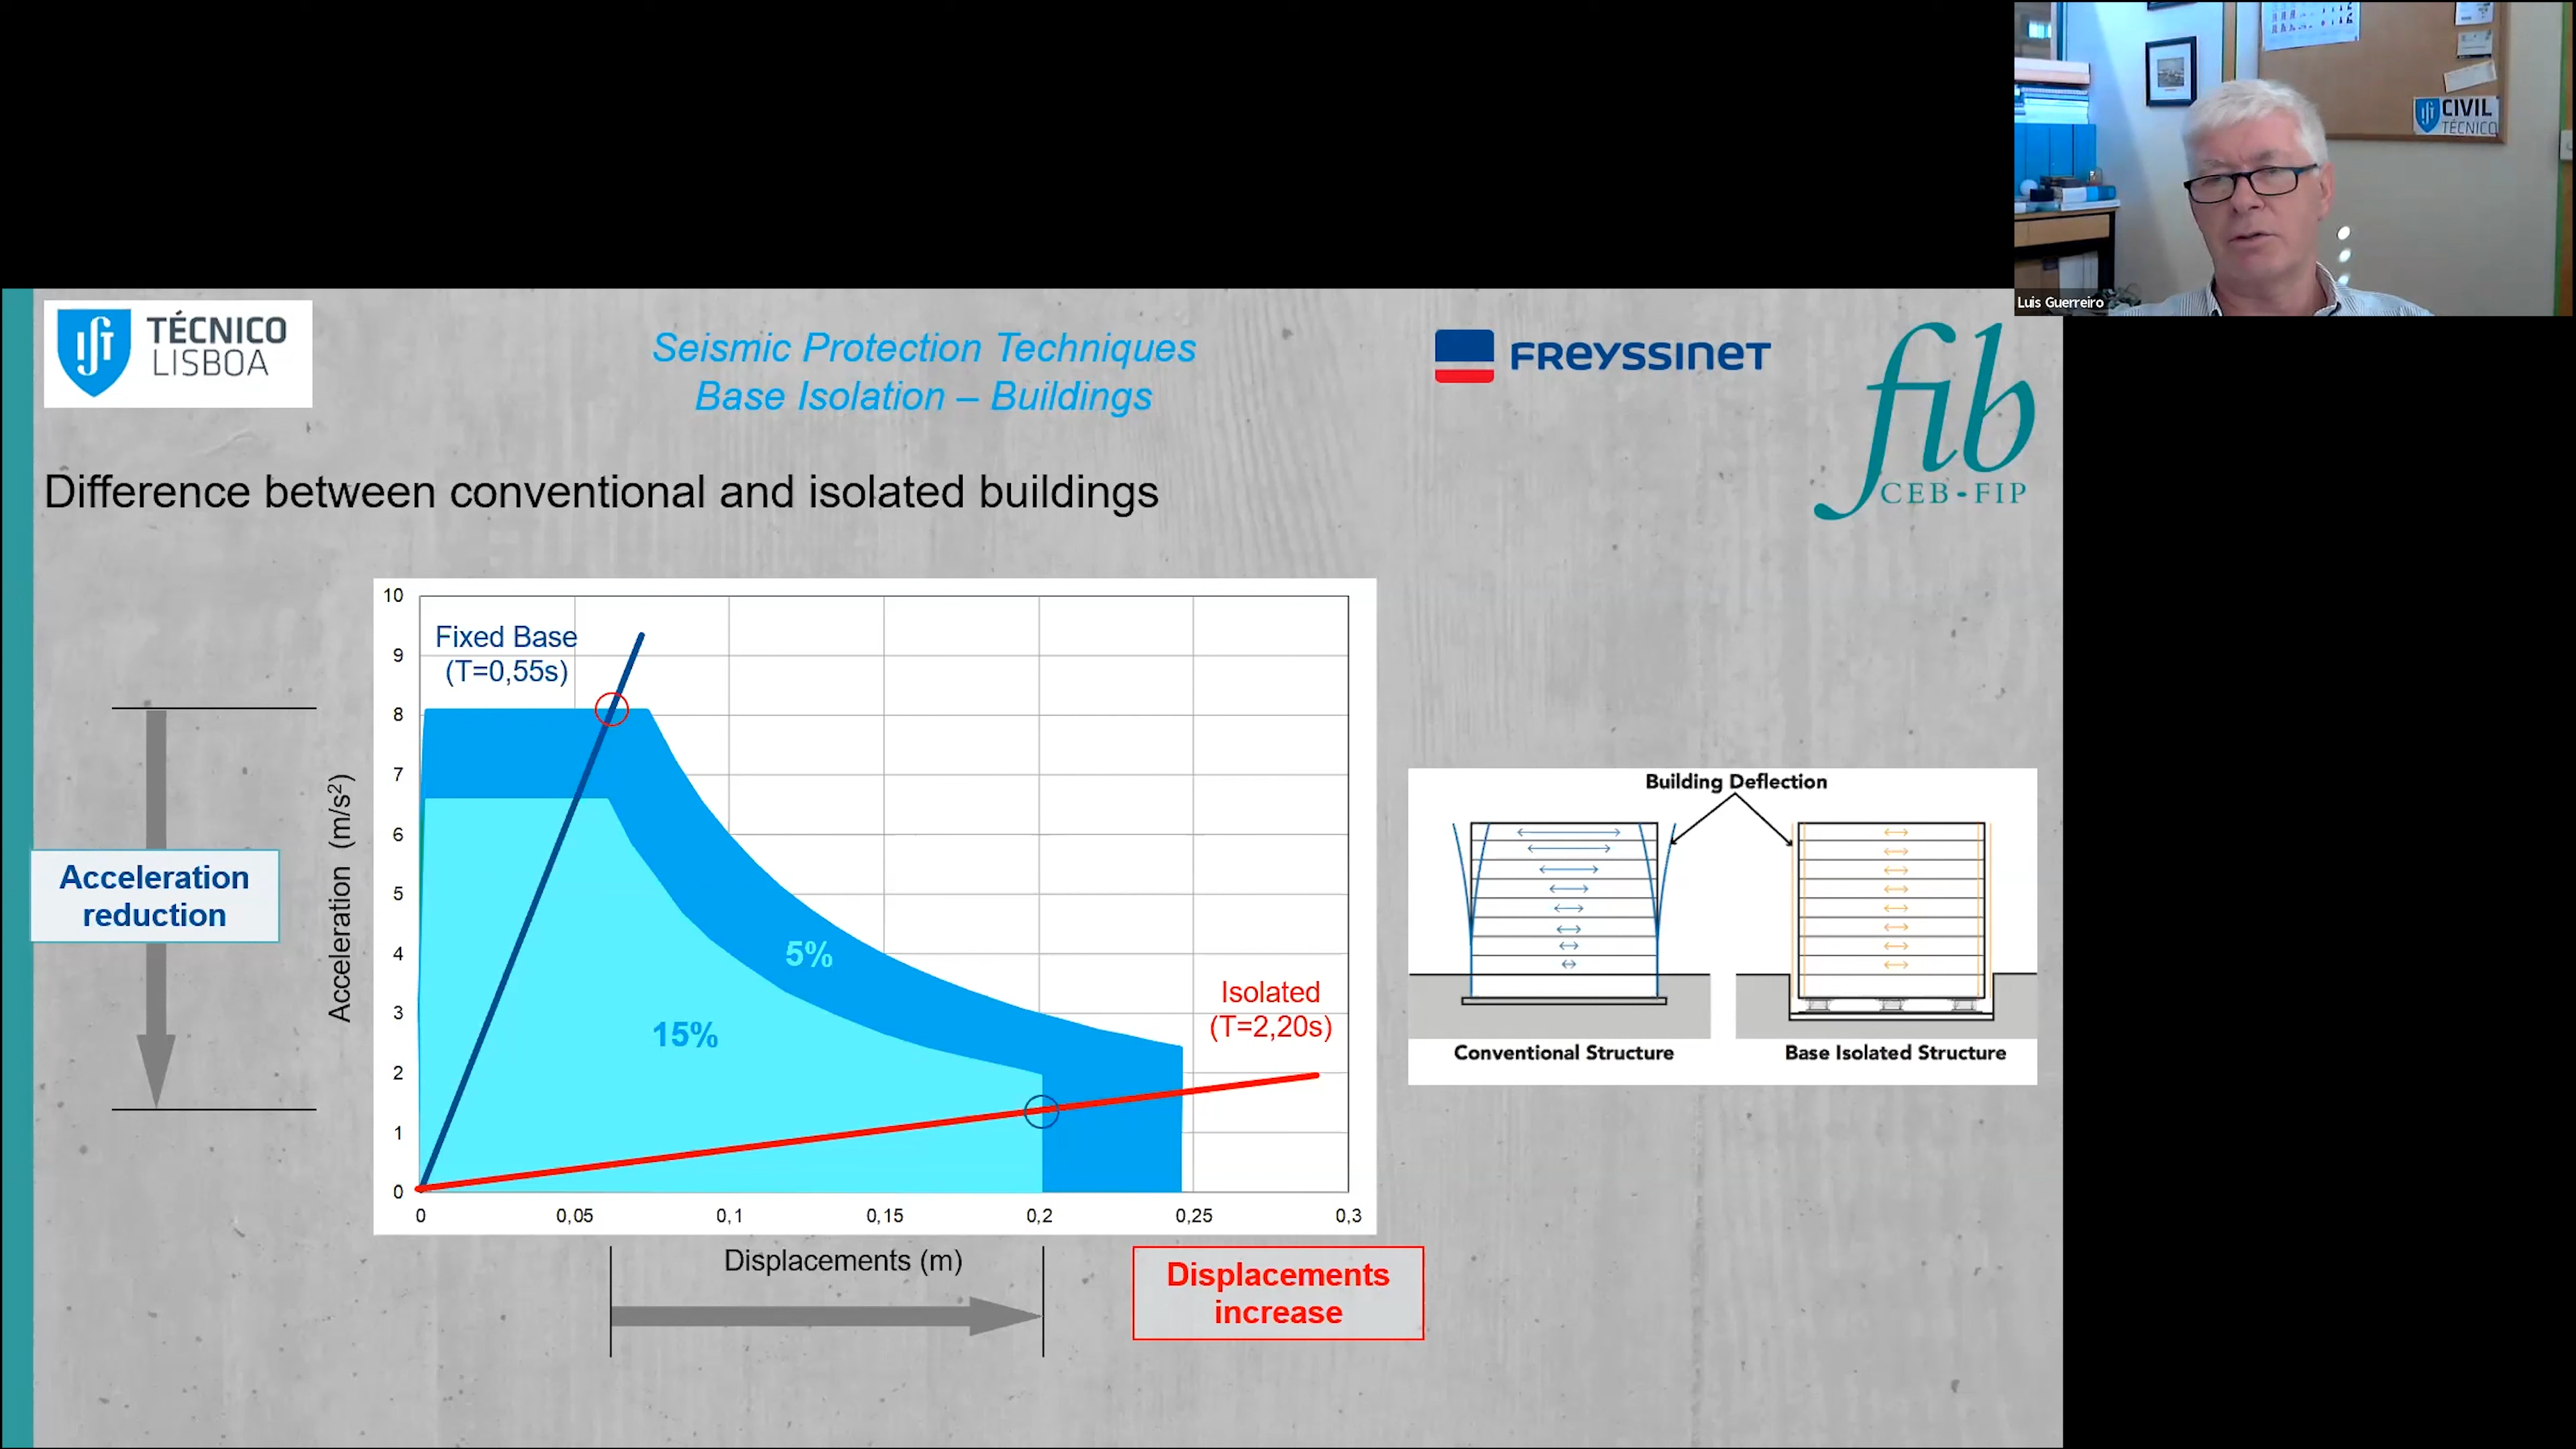 CIVIL
TÉCNICO
Luis Guerreiro
TÉCNICO
LISBOA
Seismic Protection Techniques
Base Isolation – Buildings
FREYSSINET
fib
CEB-FIP
Difference between conventional and isolated buildings
10
9
8
7
6
5
4
3
2
1
0
Fixed Base
(T=0,55s)
Acceleration
reduction
Acceleration (m/s²)
5%
15%
Isolated
(T=2,20s)
0
0,05
0,1
0,15
0,2
0,25
0,3
Displacements (m)
Displacements
increase
Building Deflection
Conventional Structure
Base Isolated Structure